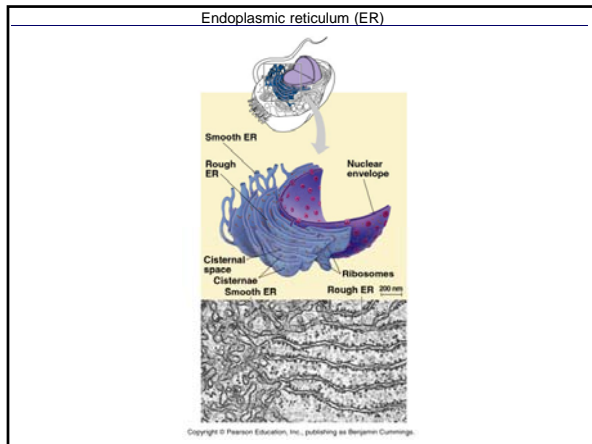 Endoplasmic reticulum (ER)
Smooth ER
Rough
ER
Nuclear
envelope
Cisternal
space
Cisternae
Ribosomes
Smooth ER
Rough ER
200 nm
Copyright © Pearson Education, Inc., publishing as Benjamin Cummings.